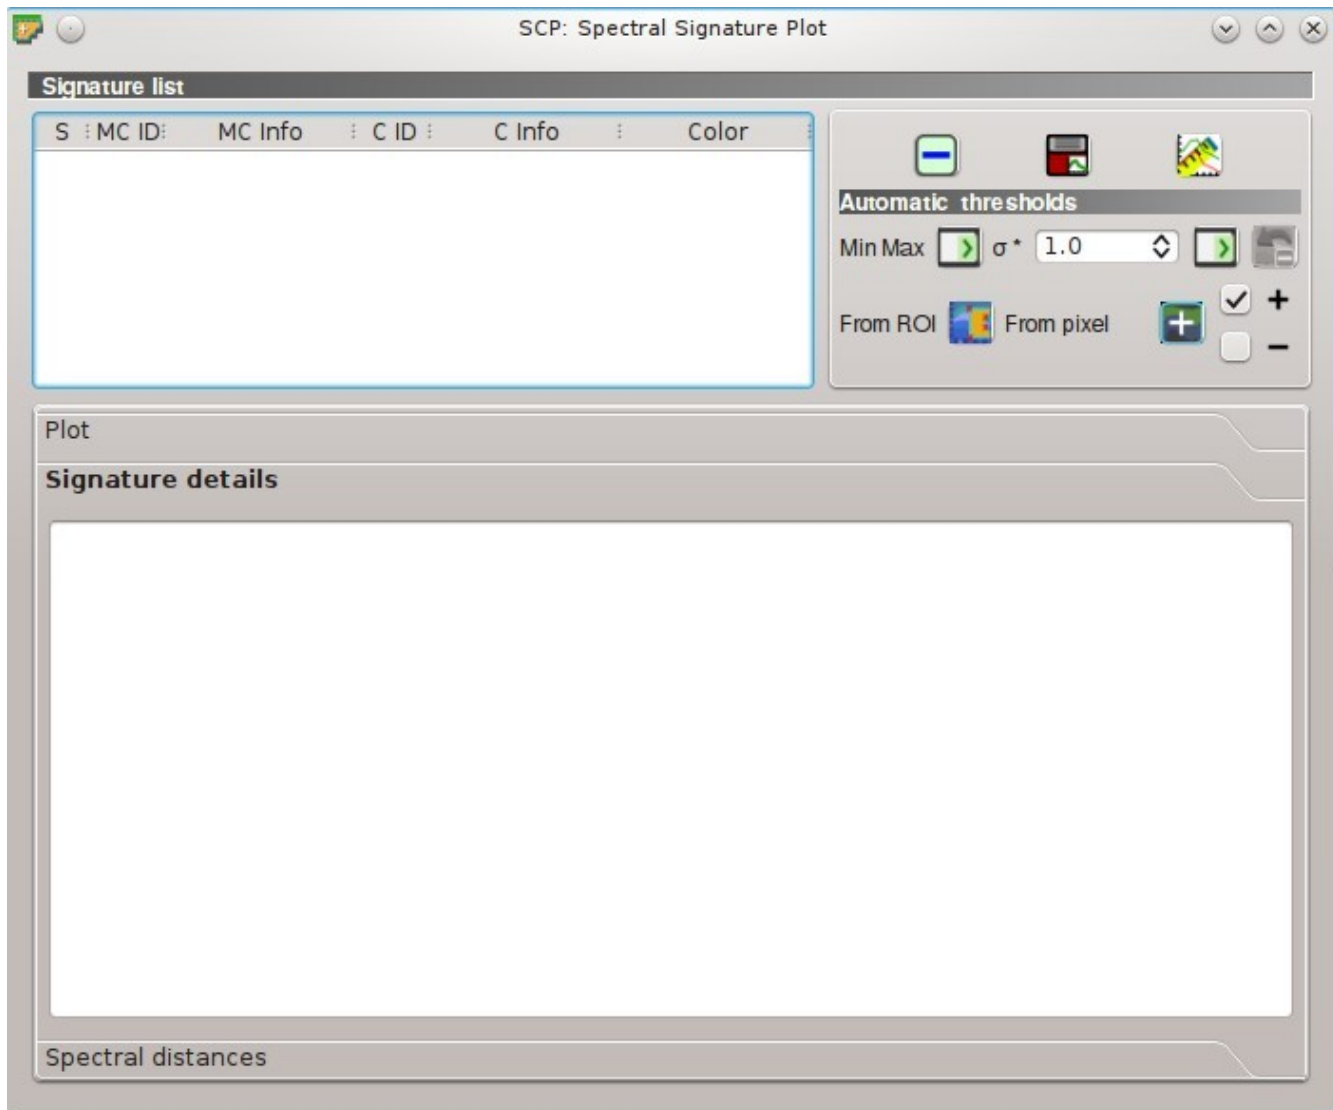 SCP: Spectral Signature Plot
Signature list
S MC ID MC Info C ID C Info Color
Automatic thresholds
Min Max σ * 1.0
From ROI From pixel + −
Plot
Signature details
Spectral distances